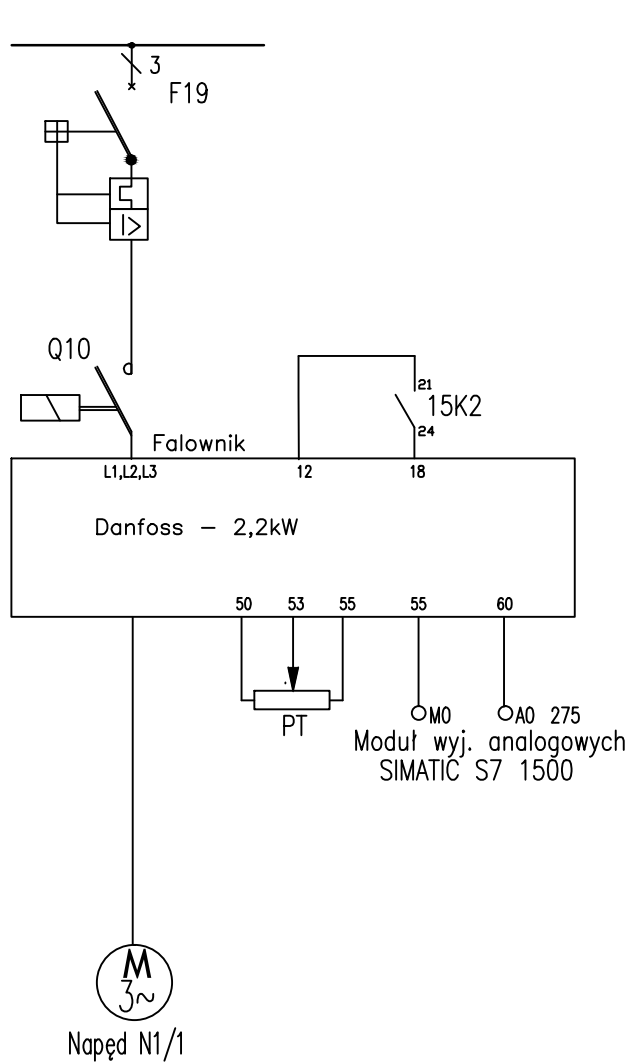 3
F19
Q10
21
15K2
24
Falownik
L1,L2,L3 12 18
Danfoss – 2,2kW
50 53 55 55 60
PT
M0 A0 275
Moduł wyj. analogowych
SIMATIC S7 1500
M
3~
Napęd N1/1